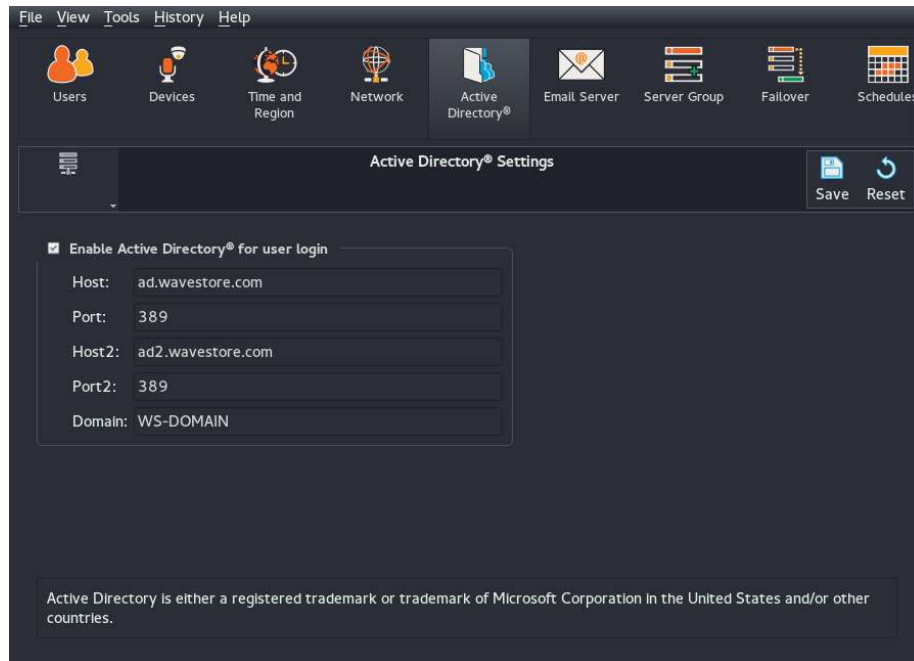 File View Tools History Help
Users Devices Time and Region Network Active Directory® Email Server Server Group Failover Schedules
Active Directory® Settings
Save Reset
Enable Active Directory® for user login
Host: ad.wavestore.com
Port: 389
Host2: ad2.wavestore.com
Port2: 389
Domain: WS-DOMAIN
Active Directory is either a registered trademark or trademark of Microsoft Corporation in the United States and/or other
countries.